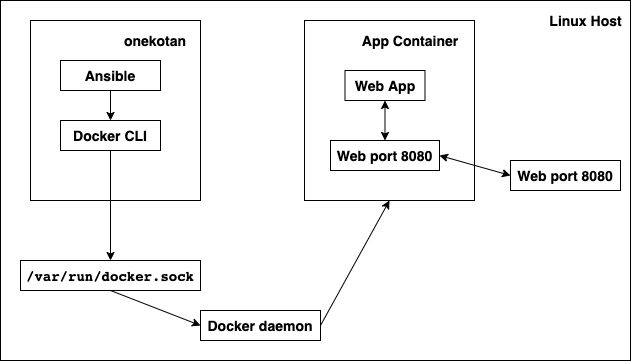 Linux Host
onekotan
Ansible
Docker CLI
App Container
Web App
Web port 8080
Web port 8080
/var/run/docker.sock
Docker daemon